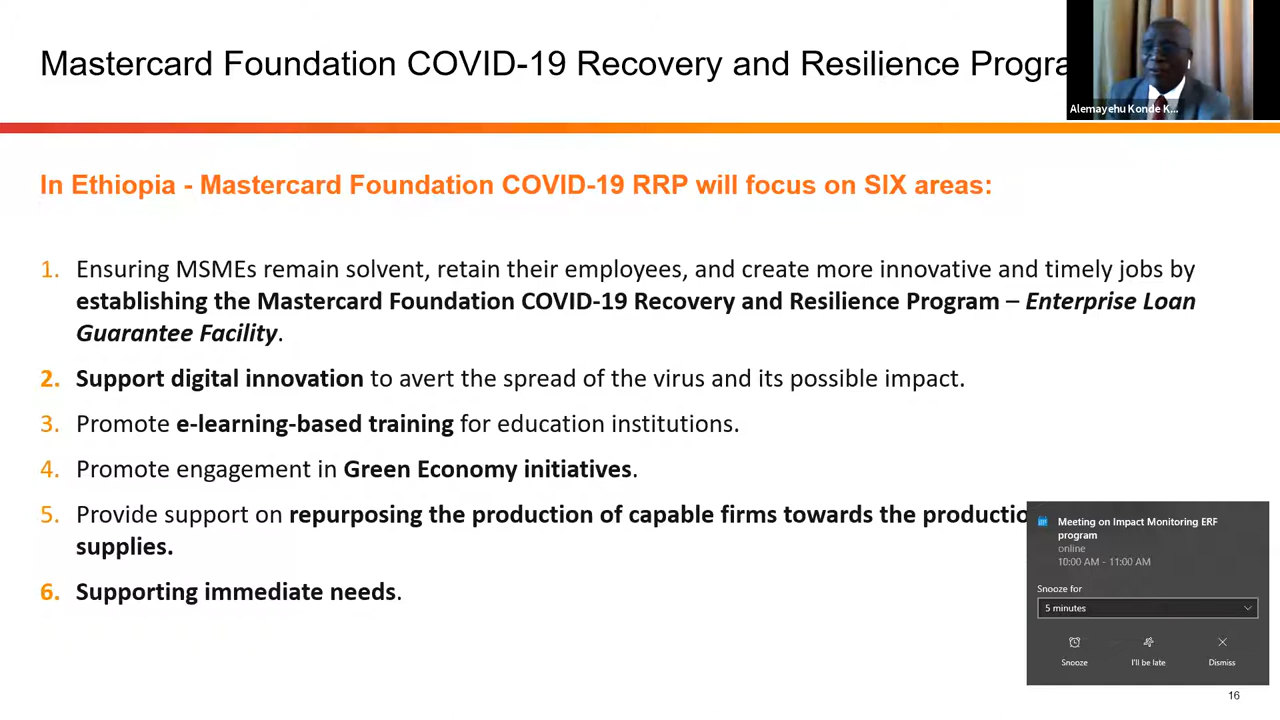 Mastercard Foundation COVID-19 Recovery and Resilience Progra
Alemayehu Konde K...
In Ethiopia - Mastercard Foundation COVID-19 RRP will focus on SIX areas:
1. Ensuring MSMEs remain solvent, retain their employees, and create more innovative and timely jobs by
establishing the Mastercard Foundation COVID-19 Recovery and Resilience Program – Enterprise Loan
Guarantee Facility.
2. Support digital innovation to avert the spread of the virus and its possible impact.
3. Promote e-learning-based training for education institutions.
4. Promote engagement in Green Economy initiatives.
5. Provide support on repurposing the production of capable firms towards the productio
supplies.
6. Supporting immediate needs.
Meeting on Impact Monitoring ERF
program
online
10:00 AM - 11:00 AM
Snooze for
5 minutes
Snooze
I'll be late
Dismiss
16